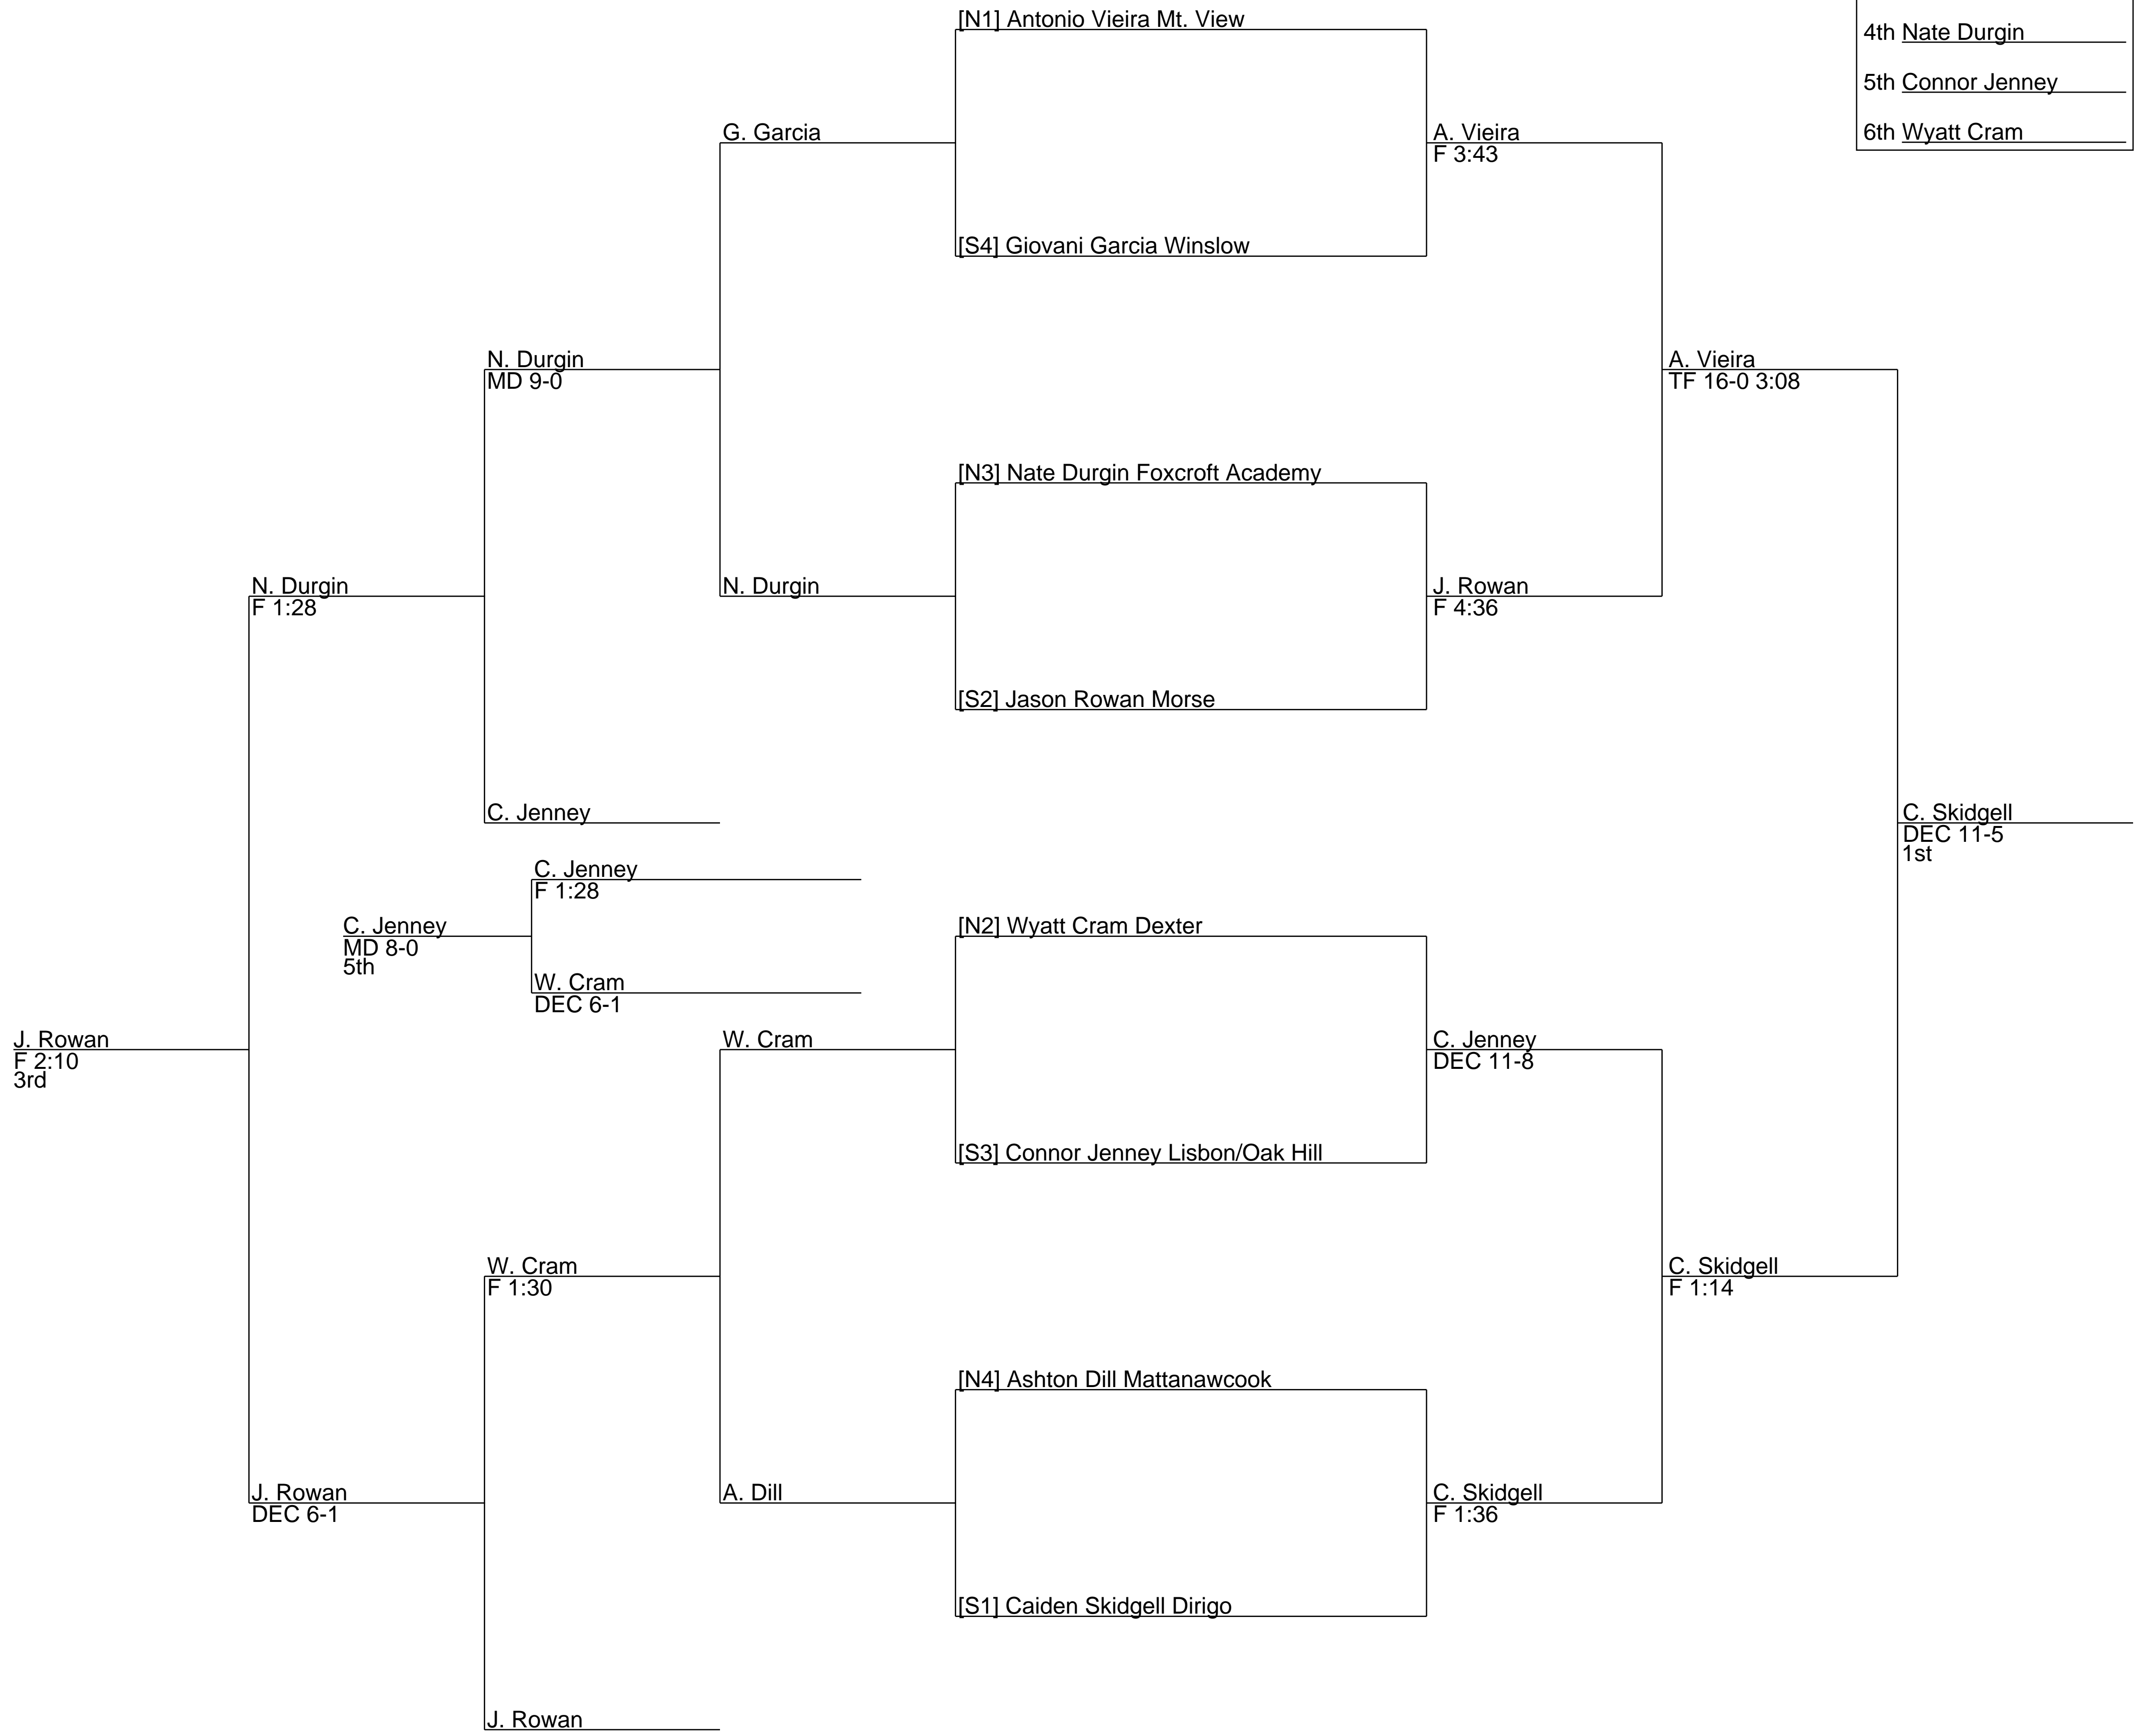 [N1] Antonio Vieira Mt. View
4th Nate Durgin
5th Connor Jenney
6th Wyatt Cram
G. Garcia
A. Vieira
F 3:43
[S4] Giovani Garcia Winslow
N. Durgin
MD 9-0
A. Vieira
TF 16-0 3:08
[N3] Nate Durgin Foxcroft Academy
N. Durgin
F 1:28
N. Durgin
J. Rowan
F 4:36
[S2] Jason Rowan Morse
C. Jenney
C. Skidgell
DEC 11-5
1st
C. Jenney
F 1:28
C. Jenney
MD 8-0
5th
[N2] Wyatt Cram Dexter
W. Cram
DEC 6-1
J. Rowan
F 2:10
3rd
W. Cram
C. Jenney
DEC 11-8
[S3] Connor Jenney Lisbon/Oak Hill
W. Cram
F 1:30
C. Skidgell
F 1:14
[N4] Ashton Dill Mattanawcook
J. Rowan
DEC 6-1
A. Dill
C. Skidgell
F 1:36
[S1] Caiden Skidgell Dirigo
J. Rowan